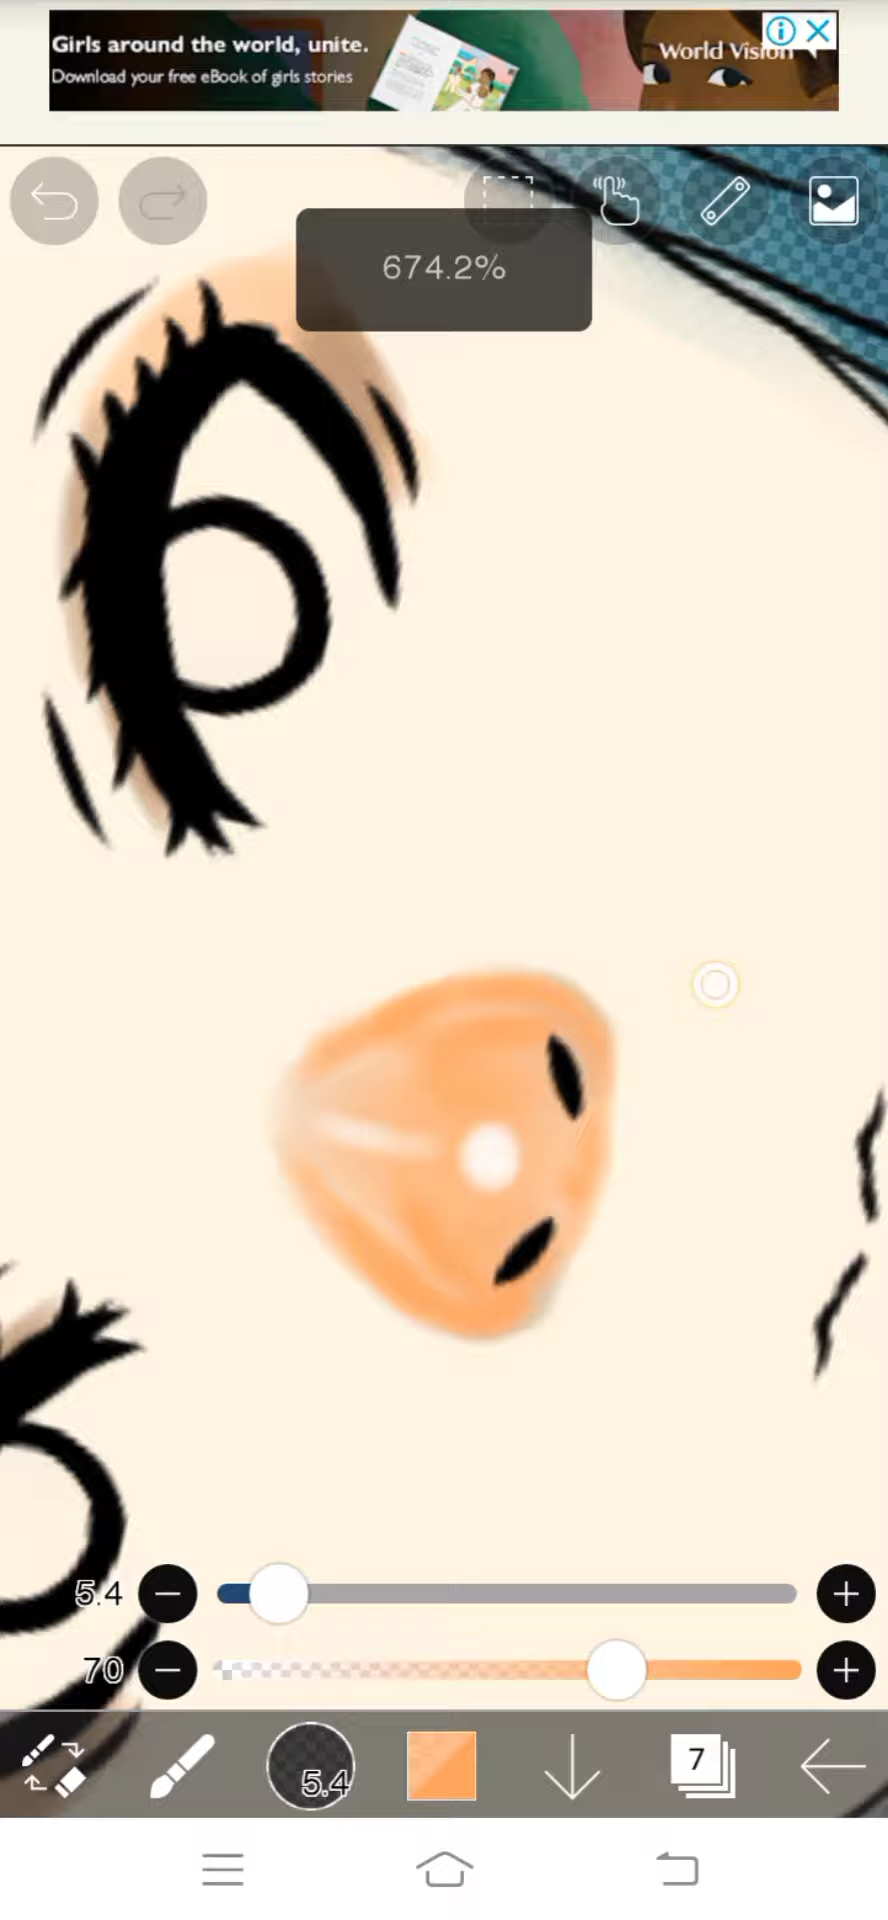 Girls around the world, unite.
Download your free eBook of girls stories
World Vision
674.2%
5.4
70
5.4
7